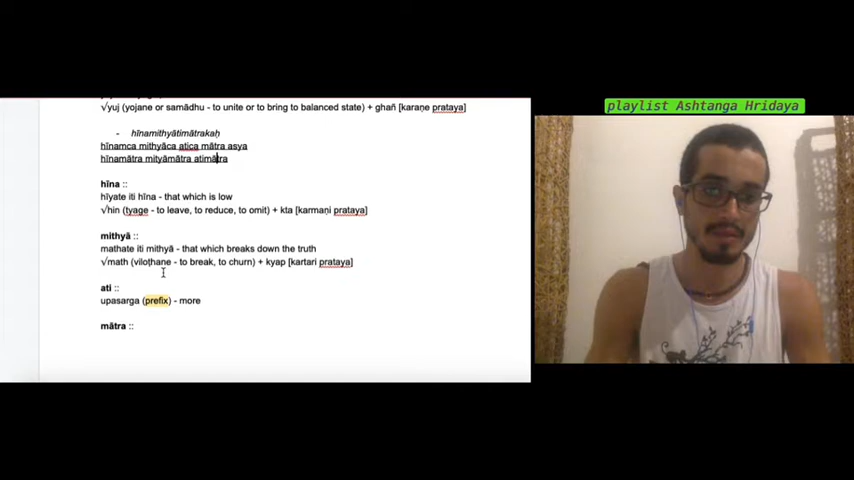 playlist Ashtanga Hridaya
√yuj (yojane or samādhu - to unite or to bring to balanced state) + ghañ [karaṇe prataya]
- hīnamithyātimātrakaḥ
hīnamca mithyāca atica mātra asya
hīnamātra mityāmātra atimātra
hīna ::
hīyate iti hīna - that which is low
√hin (tyage - to leave, to reduce, to omit) + kta [karmaṇi prataya]
mithyā ::
mathate iti mithyā - that which breaks down the truth
√math (viloṭhane - to break, to churn) + kyap [kartari prataya]
ati ::
upasarga (prefix) - more
mātra ::